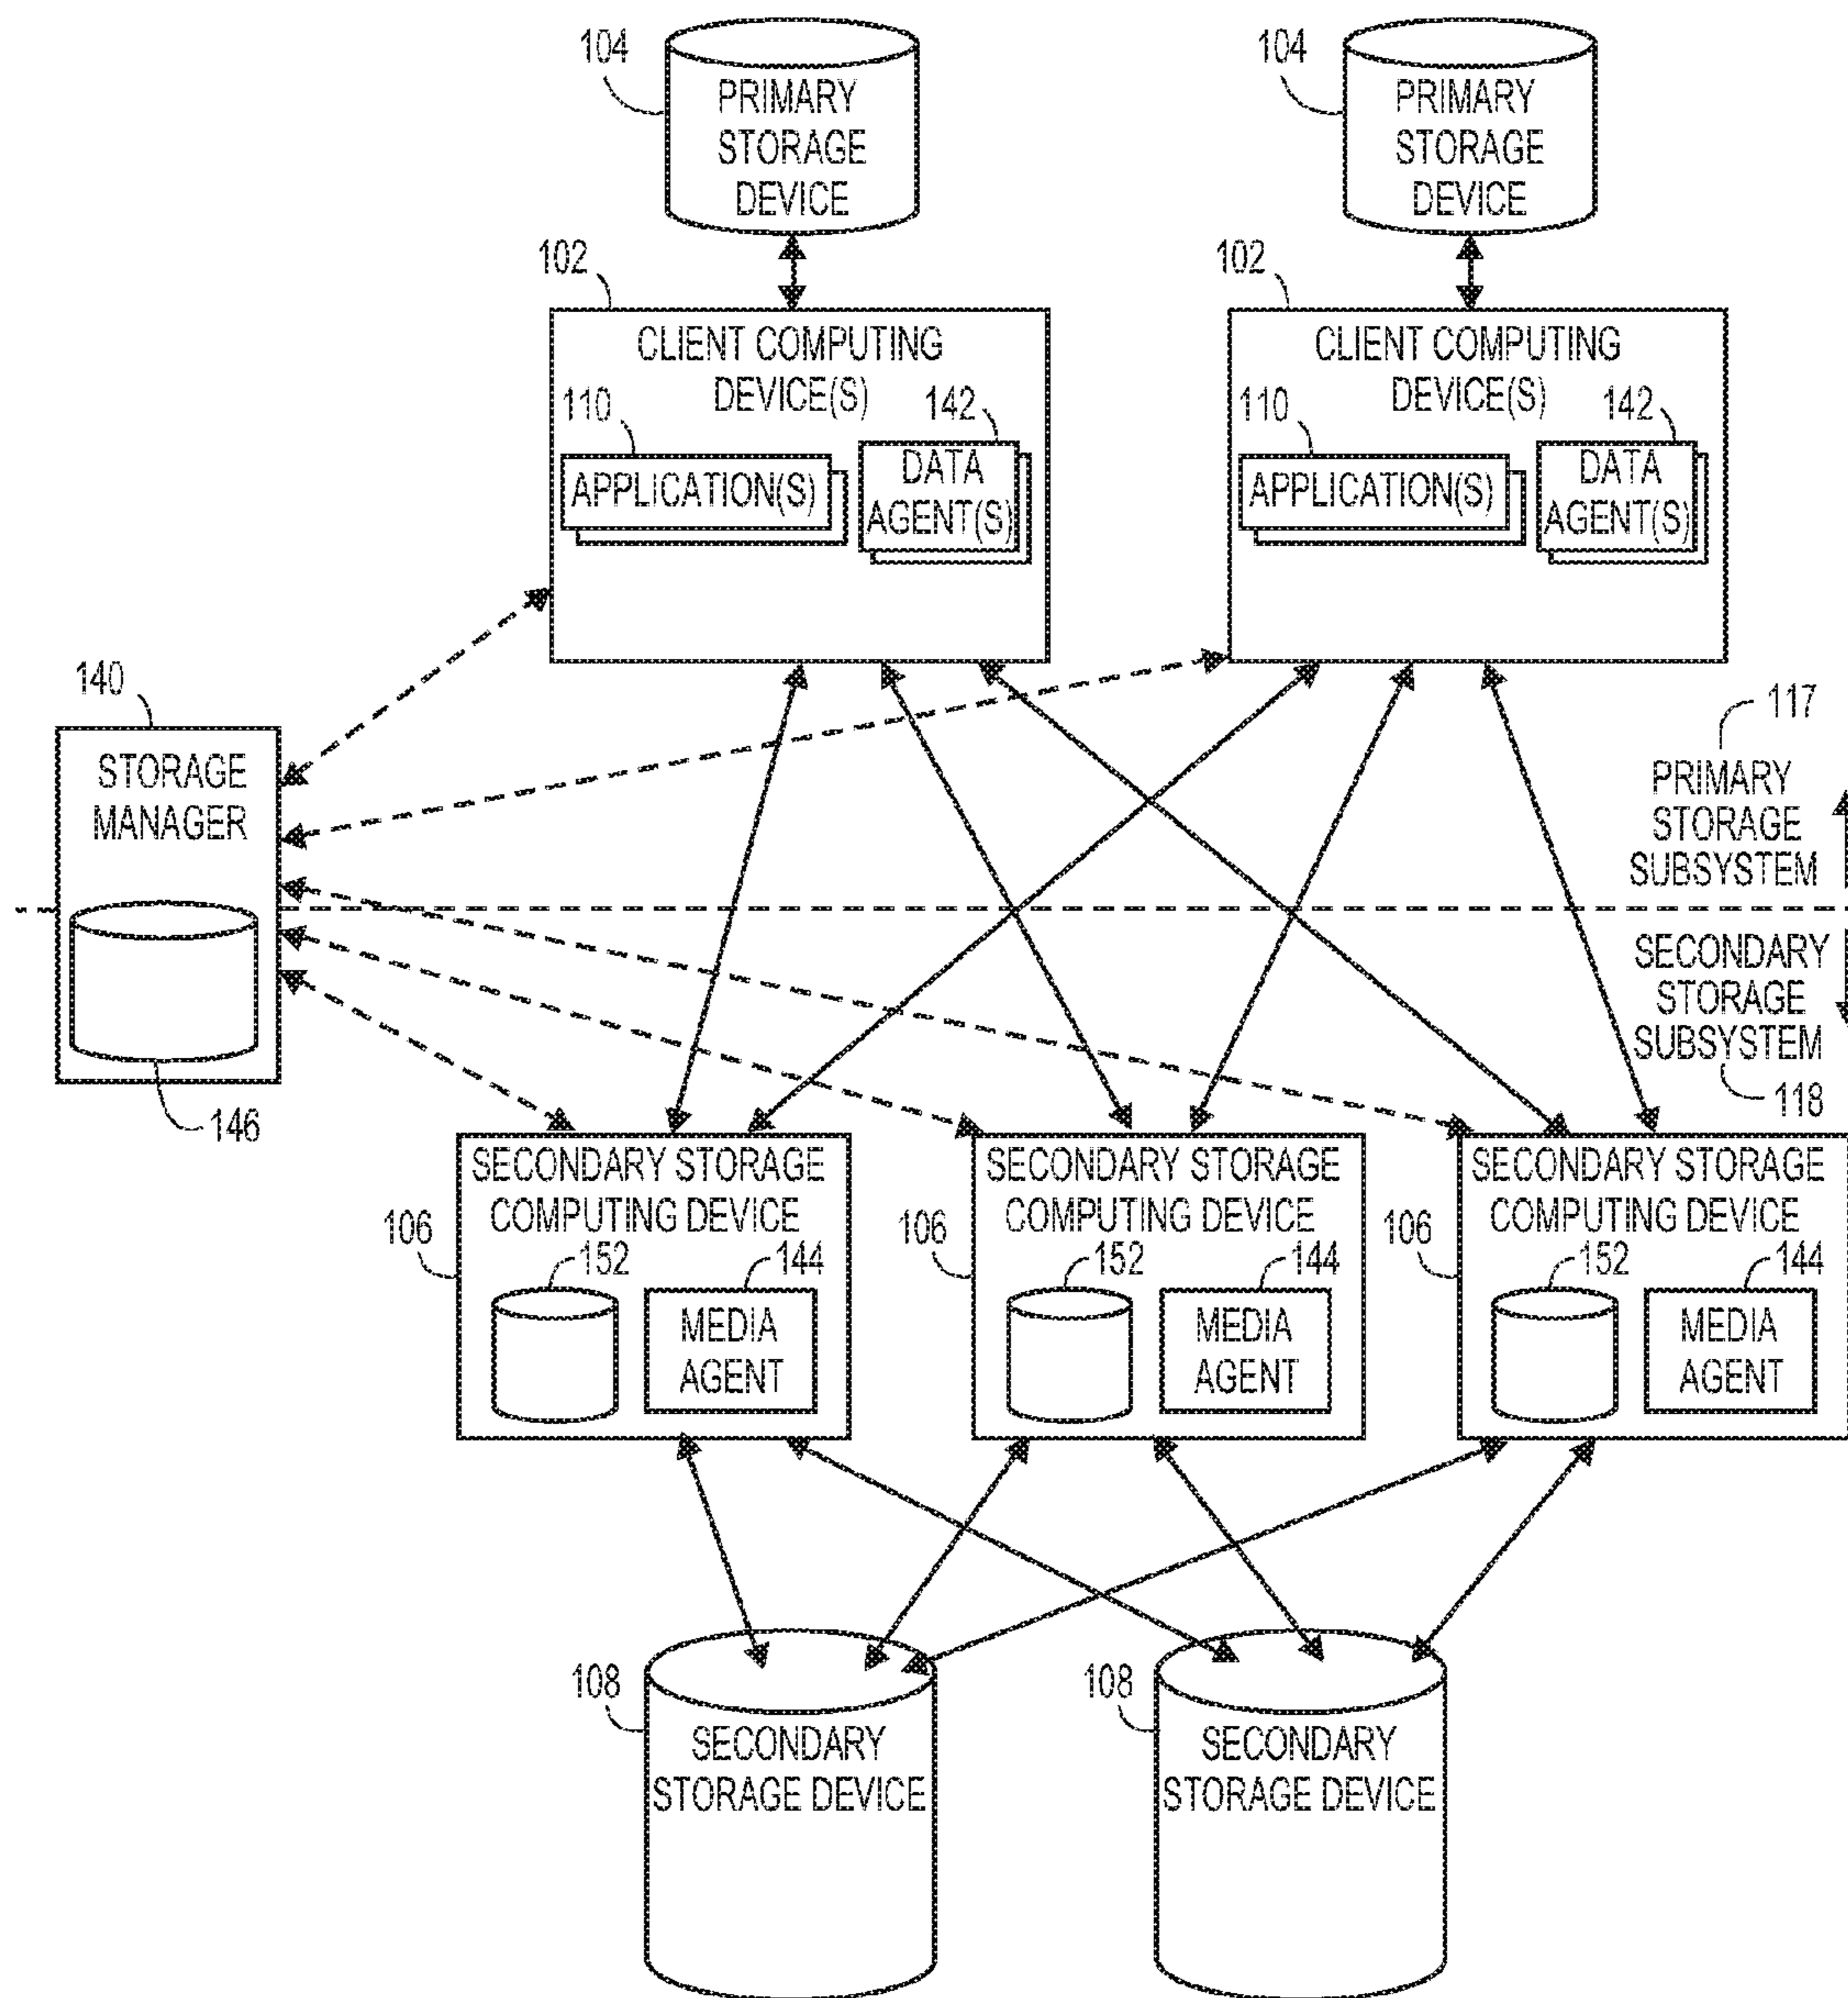 104
PRIMARY
STORAGE
DEVICE
104
PRIMARY
STORAGE
DEVICE
102
CLIENT COMPUTING
DEVICE(S)
110
142
APPLICATION(S)
DATA
AGENT(S)
102
CLIENT COMPUTING
DEVICE(S)
110
142
APPLICATION(S)
DATA
AGENT(S)
140
STORAGE
MANAGER
146
117
PRIMARY
STORAGE
SUBSYSTEM
SECONDARY
STORAGE
SUBSYSTEM
118
SECONDARY STORAGE
COMPUTING DEVICE
106
152
144
MEDIA
AGENT
SECONDARY STORAGE
COMPUTING DEVICE
106
152
144
MEDIA
AGENT
SECONDARY STORAGE
COMPUTING DEVICE
106
152
144
MEDIA
AGENT
108
SECONDARY
STORAGE DEVICE
108
SECONDARY
STORAGE DEVICE